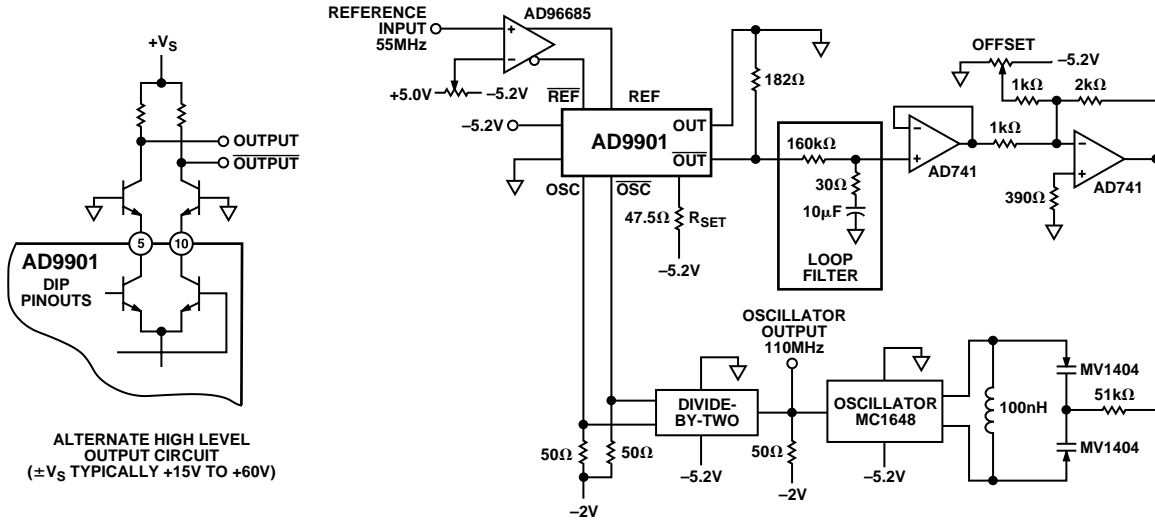 +VS
OUTPUT
OUTPUT
5
10
AD9901
DIP
PINOUTS
ALTERNATE HIGH LEVEL
OUTPUT CIRCUIT
(±VS TYPICALLY +15V TO +60V)
REFERENCE
INPUT
55MHz
AD96685
+
–
+5.0V
–5.2V
REF
REF
–5.2V
AD9901
OUT
OUT
OSC
OSC
47.5Ω
RSET
–5.2V
182Ω
160kΩ
30Ω
10µF
LOOP
FILTER
–
+
AD741
1kΩ
OFFSET
–5.2V
1kΩ
2kΩ
–
+
AD741
390Ω
OSCILLATOR
OUTPUT
110MHz
DIVIDE-
BY-TWO
–5.2V
50Ω
50Ω
–2V
50Ω
–2V
OSCILLATOR
MC1648
–5.2V
100nH
MV1404
51kΩ
MV1404